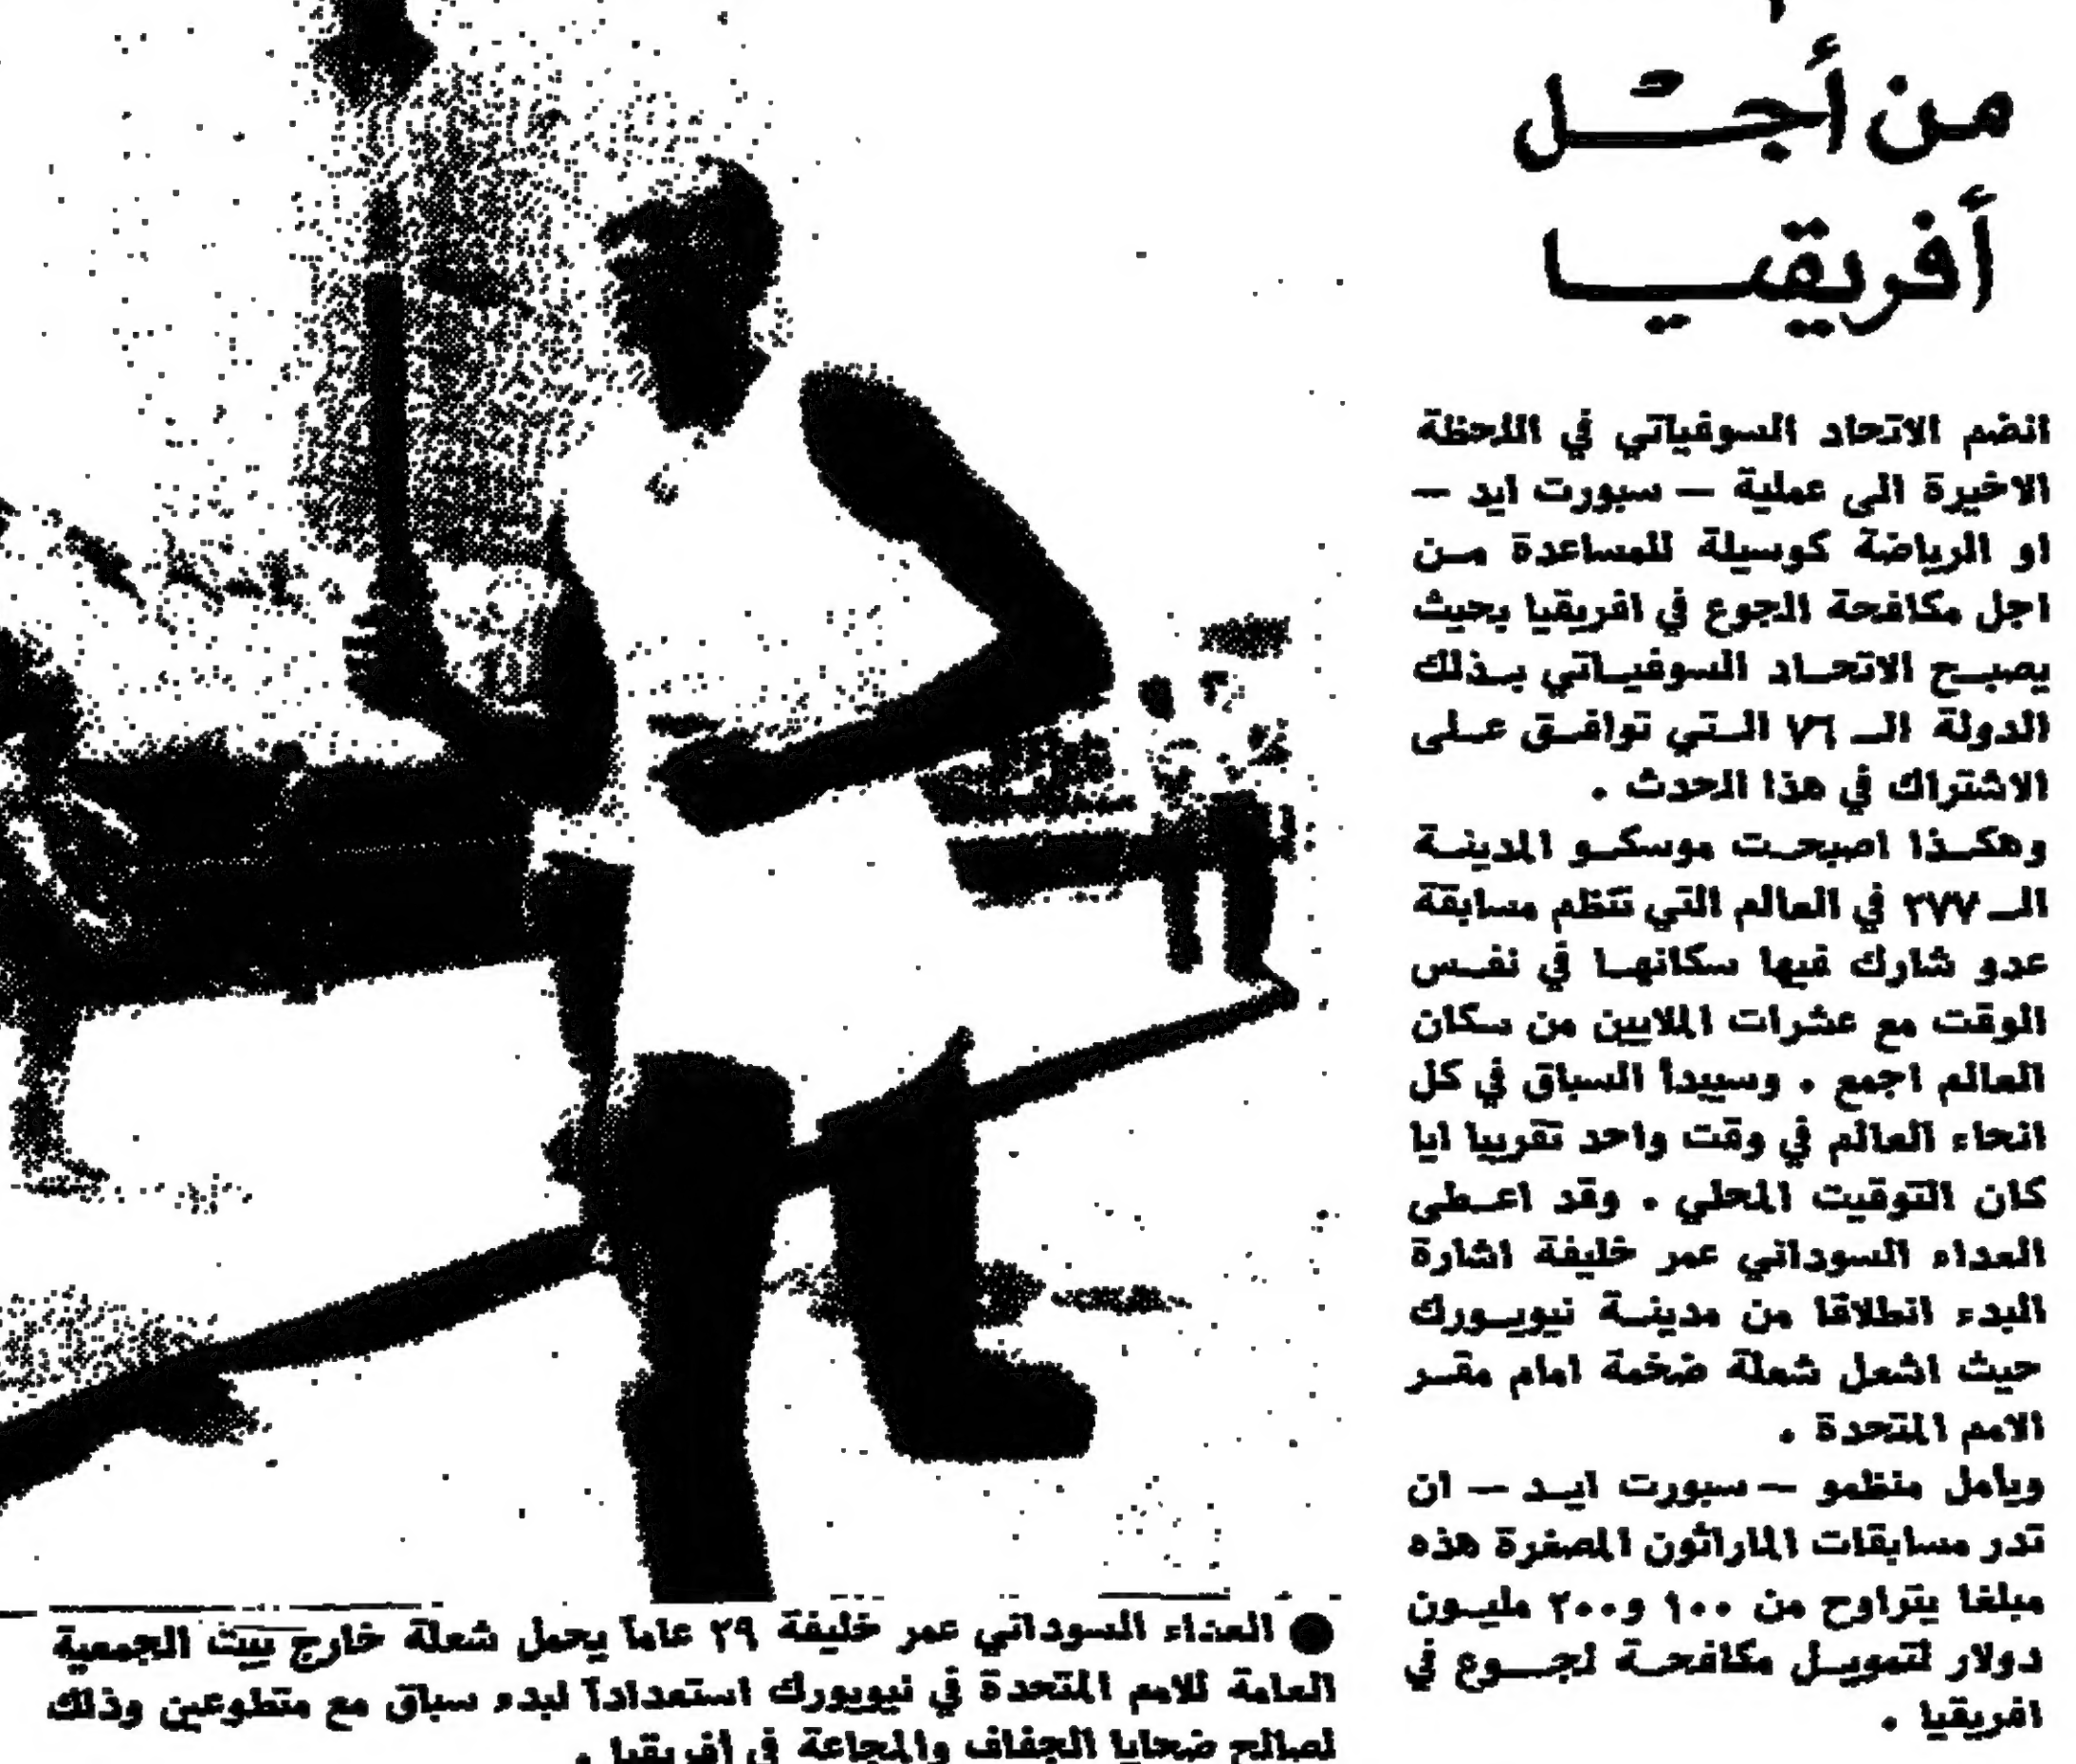 من أجل
أفريقيا
انضم الاتحاد السوفياتي في اللحظة
الاخيرة الى عملية — سبورت ايد —
او الرياضة كوسيلة للمساعدة من
اجل مكافحة الجوع في افريقيا بحيث
يصبح الاتحاد السوفياتي بذلك
الدولة الـ ٧٦ التي توافق على
الاشتراك في هذا الحدث .
وهكذا اصبحت موسكو المدينة
الـ ٢٧٧ في العالم التي تنظم مسابقة
عدو شارك فيها سكانها في نفس
الوقت مع عشرات الملايين من سكان
العالم اجمع . وسيبدأ السباق في كل
انحاء العالم في وقت واحد تقريبا ايا
كان التوقيت المحلي . وقد اعطى
العداء السوداني عمر خليفة اشارة
البدء انطلاقا من مدينة نيويورك
حيث اشعل شعلة ضخمة امام مقر
الامم المتحدة .
ويامل منظمو — سبورت ايد — ان
تدر مسابقات الماراثون المصغرة هذه
مبلغا يتراوح من ١٠٠ و٢٠٠ مليون
دولار لتمويل مكافحة لجوع في
افريقيا .
● العداء السوداني عمر خليفة ٢٩ عاماً يحمل شعلة خارج بيت الجمعية
العامة للامم المتحدة في نيويورك استعداداً لبدء سباق مع متطوعين وذلك
لصالح ضحايا الجفاف والمجاعة في افريقيا .